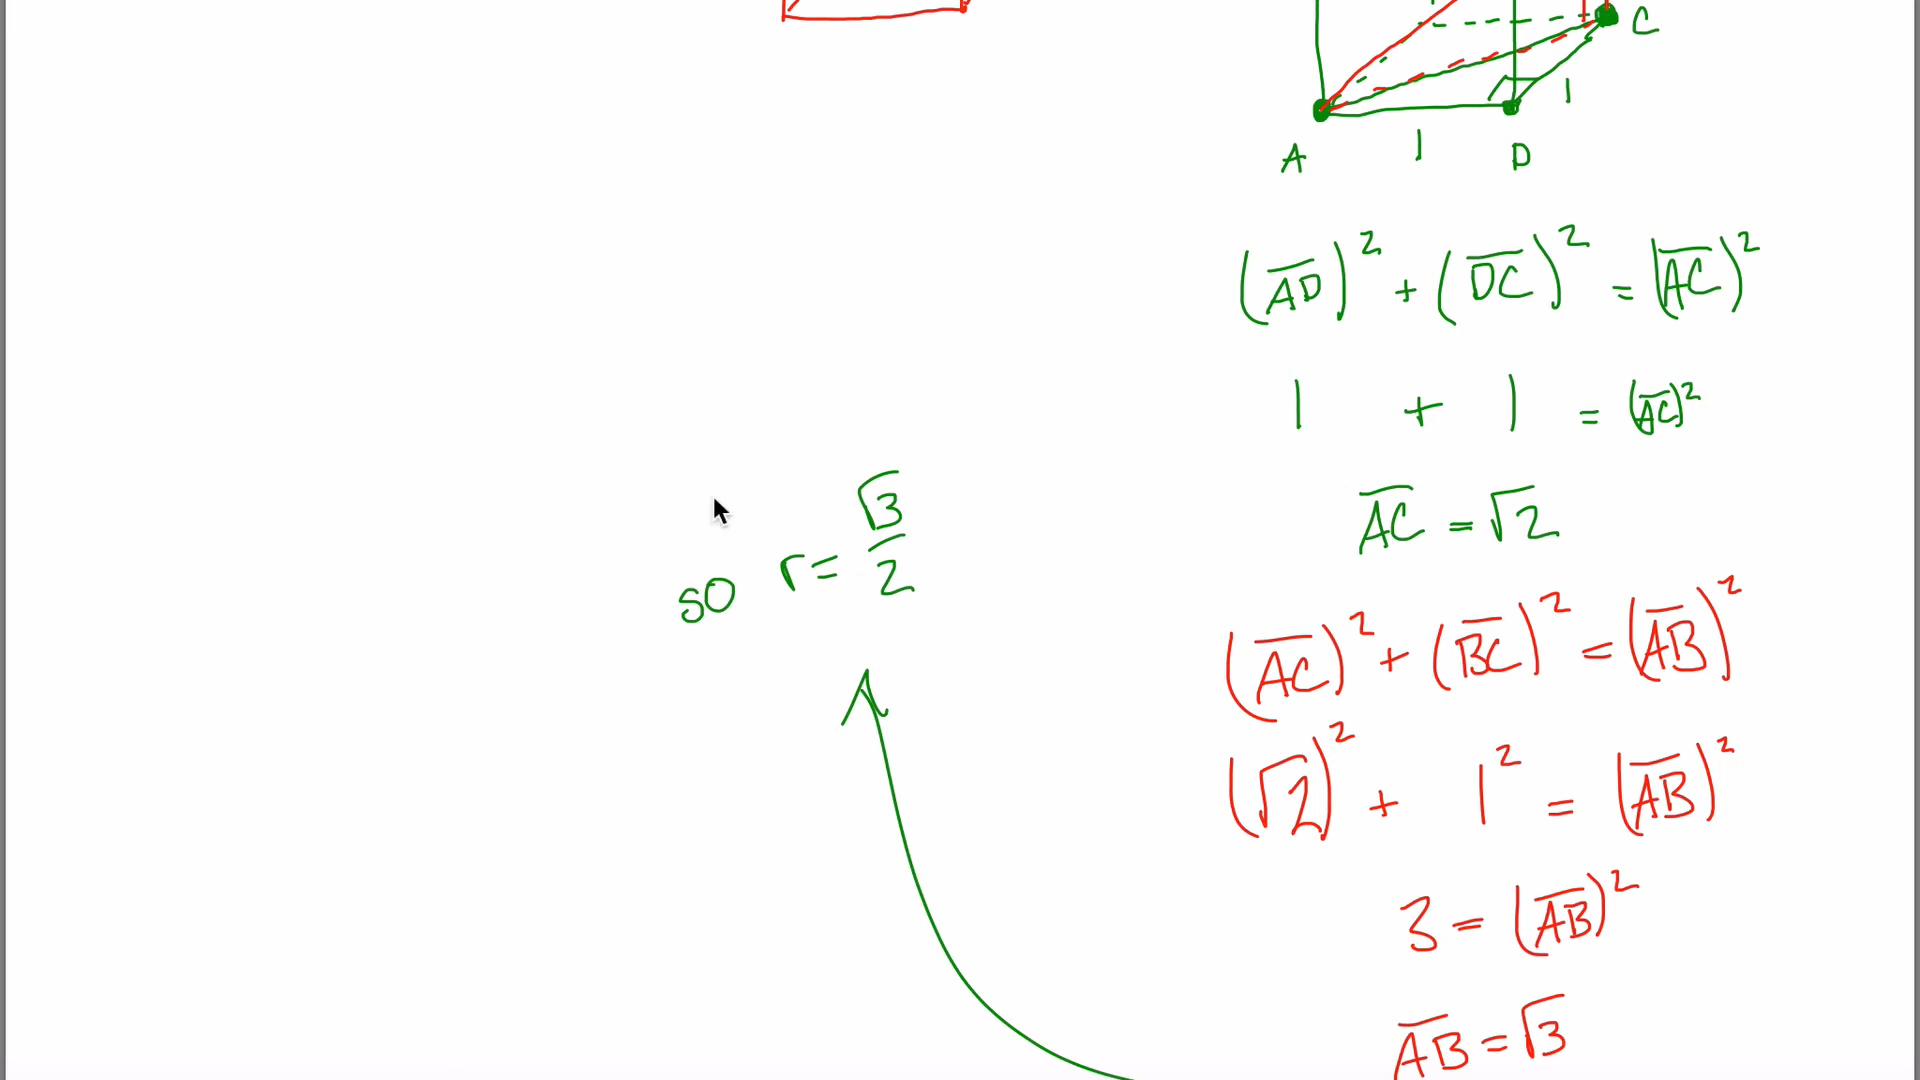 C
1
A 1 D
(AD̅)² + (DC̅)² = (AC̅)²
1 + 1 = (AC̅)²
AC̅ = √2
so r = √3/2
(AC̅)² + (BC̅)² = (AB̅)²
(√2)² + 1² = (AB̅)²
3 = (AB̅)²
AB̅ = √3